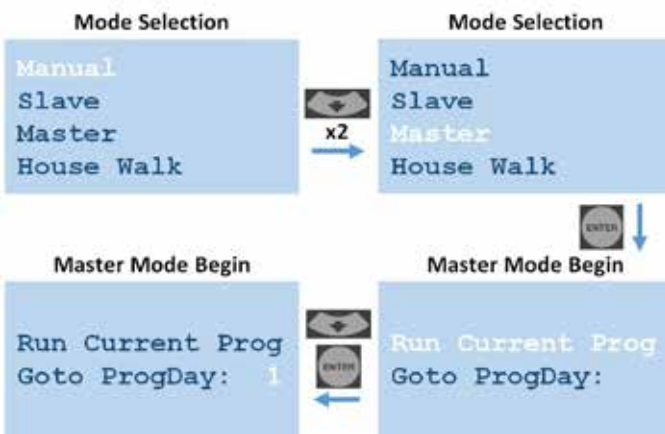 Mode Selection
Manual
Slave
Master
House Walk
x2
Mode Selection
Manual
Slave
Master
House Walk
ENTER
Master Mode Begin
Run Current Prog
Goto ProgDay:
ENTER
Master Mode Begin
Run Current Prog
Goto ProgDay: 1